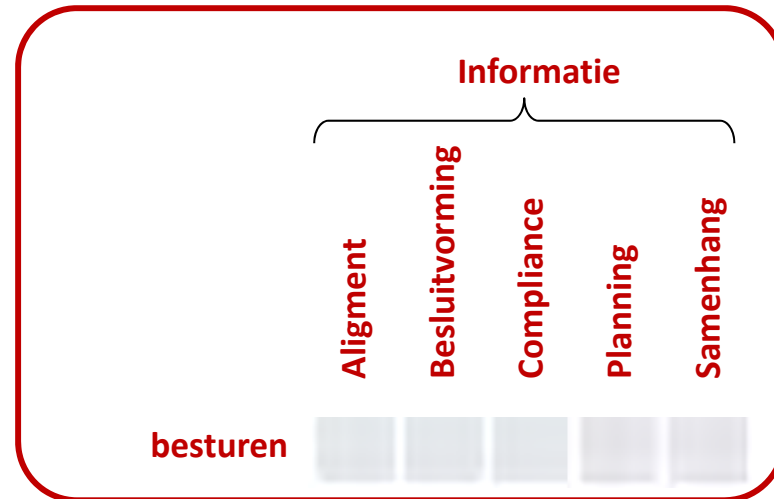 Informatie
Aligment
Besluitvorming
Compliance
Planning
Samenhang
besturen